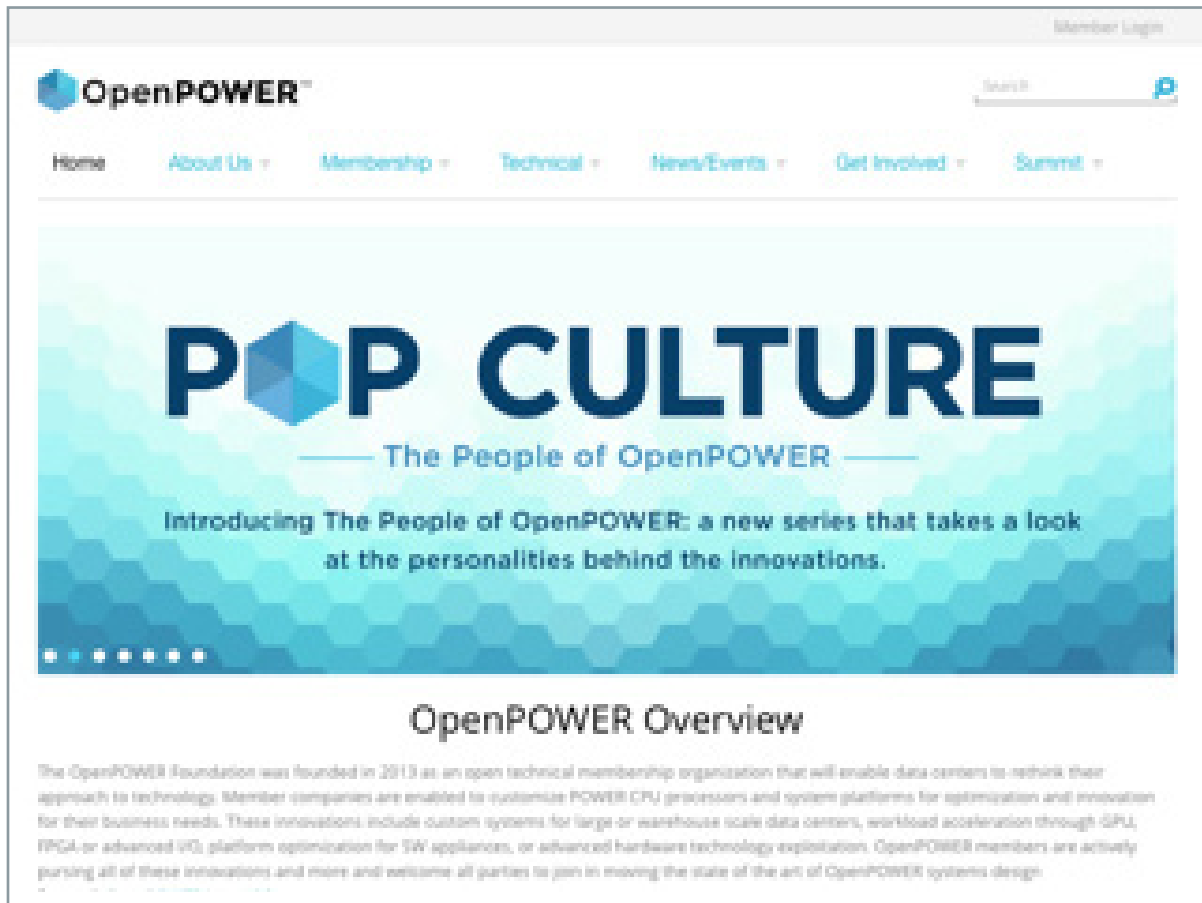 Member Login
OpenPOWER™
Search
Home About Us Membership Technical News/Events Get Involved Summit
POP CULTURE
The People of OpenPOWER
Introducing The People of OpenPOWER: a new series that takes a look
at the personalities behind the innovations.
OpenPOWER Overview
The OpenPOWER Foundation was founded in 2013 as an open technical membership organization that will enable data centers to rethink their
approach to technology. Member companies are enabled to customize POWER CPU processors and system platforms for optimization and innovation
for their business needs. These innovations include custom systems for large or warehouse scale data centers, workload acceleration through GPU,
FPGA or advanced I/O, platform optimization for SW appliances, or advanced hardware technology exploitation. OpenPOWER members are actively
pursing all of these innovations and more and welcome all parties to join in moving the state of the art of OpenPOWER systems design